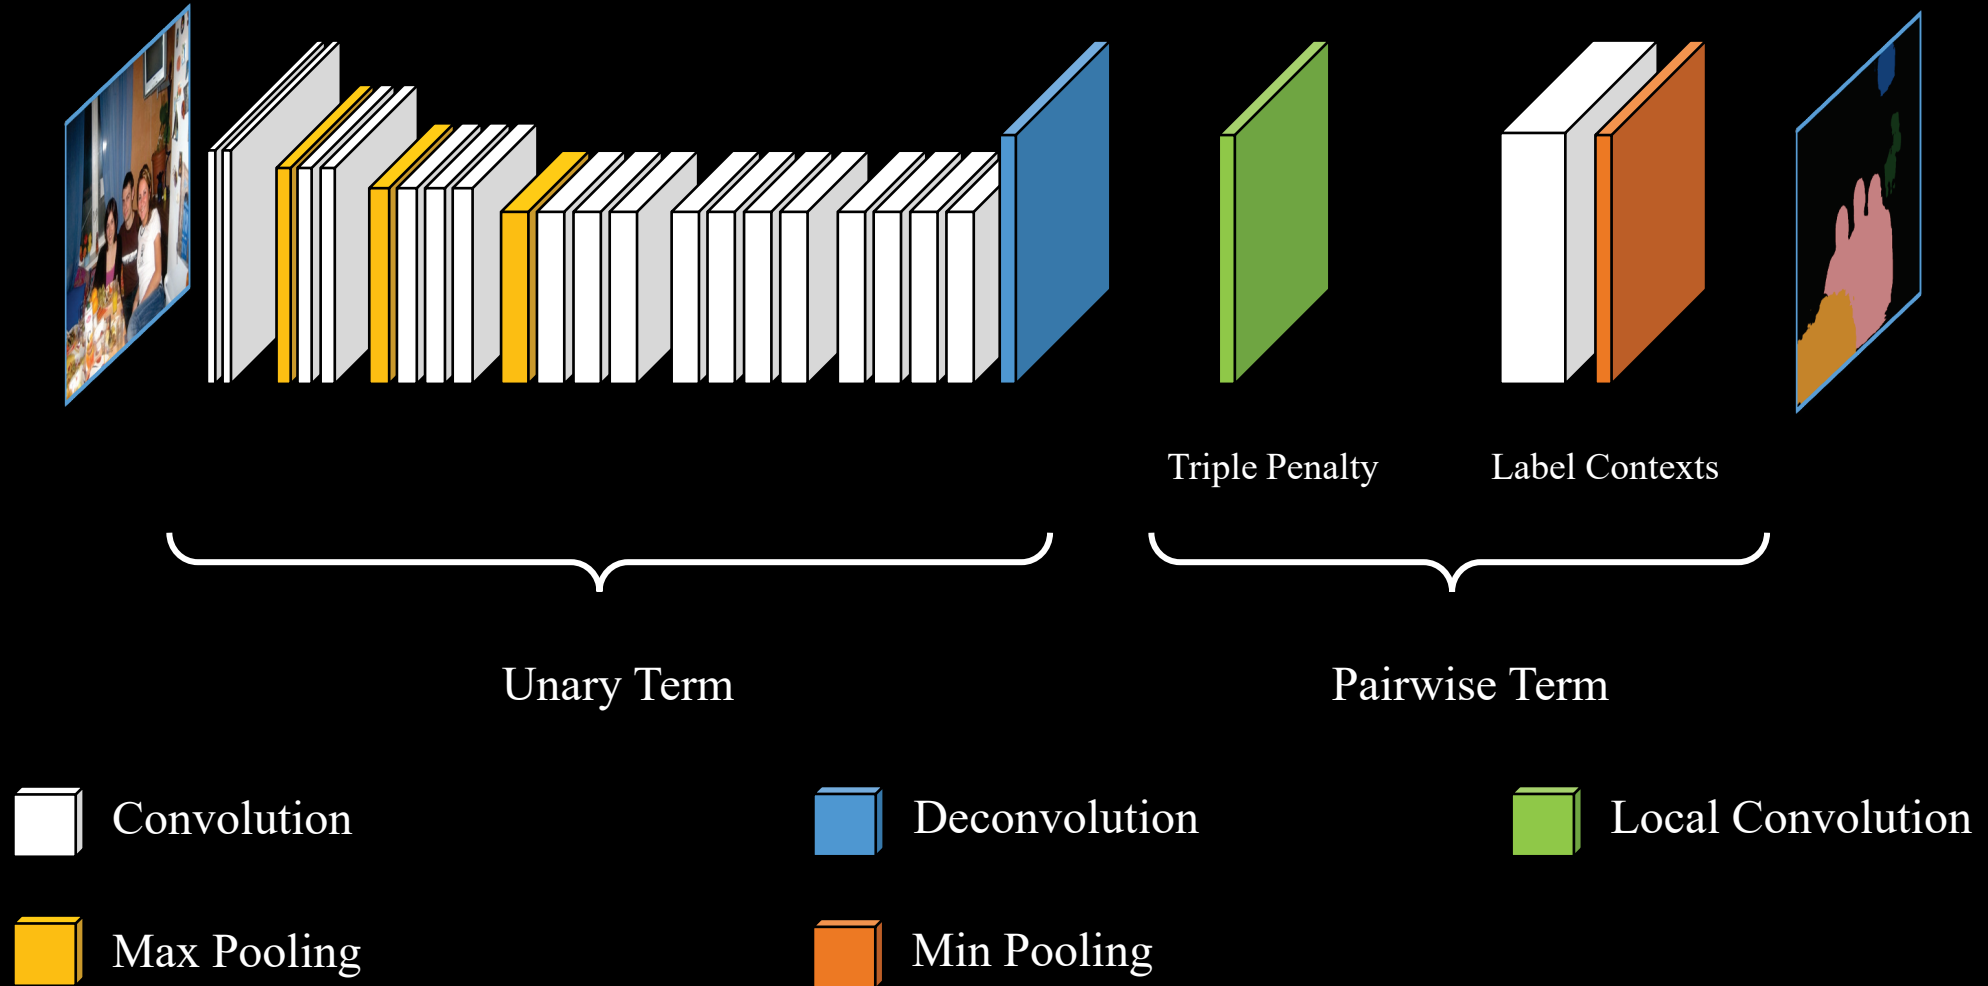 Triple Penalty
Label Contexts
Unary Term
Pairwise Term
Convolution
Deconvolution
Local Convolution
Max Pooling
Min Pooling